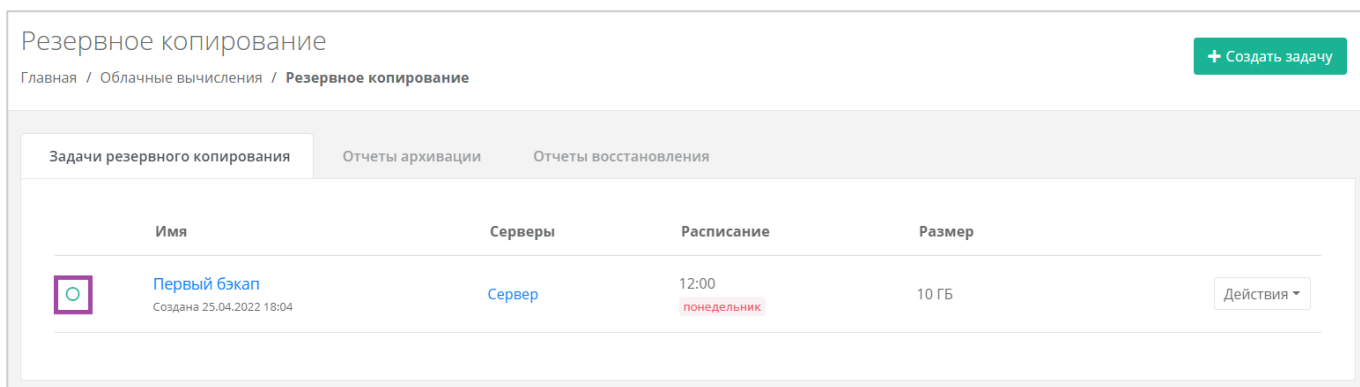 Резервное копирование
+ Создать задачу
Главная / Облачные вычисления / Резервное копирование
Задачи резервного копирования Отчеты архивации Отчеты восстановления
Имя Серверы Расписание Размер
Первый бэкап Сервер 12:00 10 ГБ Действия
Создана 25.04.2022 18:04 понедельник